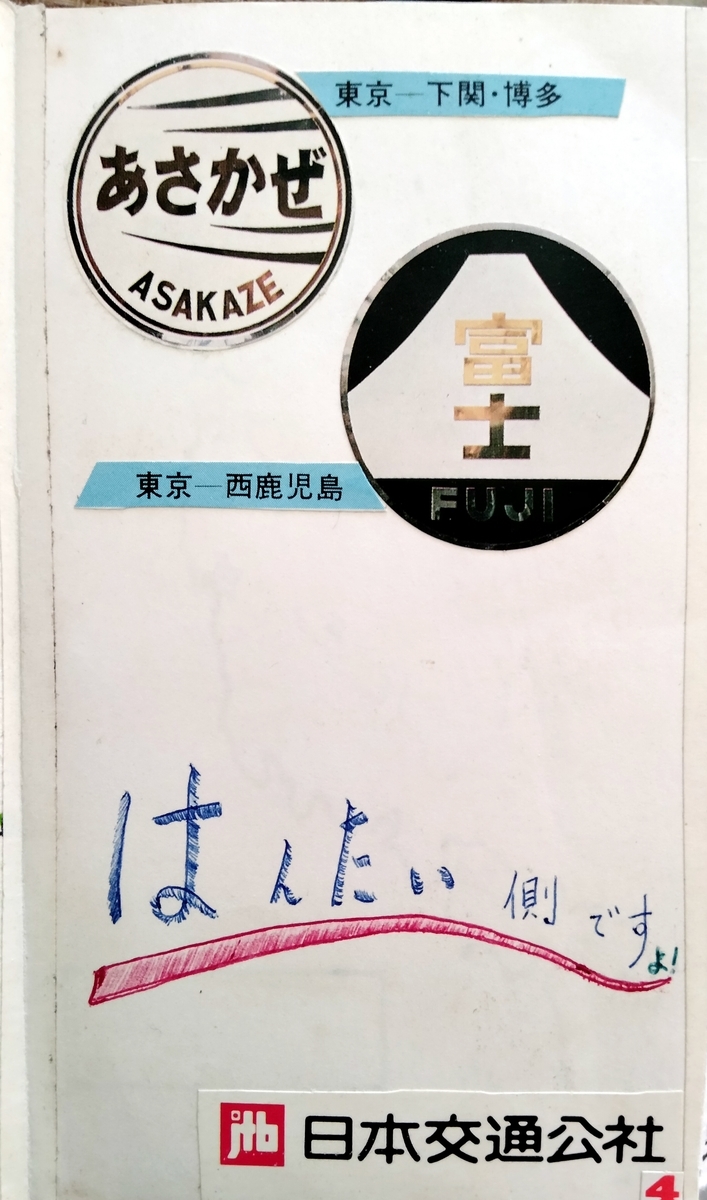 東京―下関・博多
あさかぜ
ASAKAZE
富士
FUJI
東京―西鹿児島
はんたい側ですよ!
jtb 日本交通公社
4